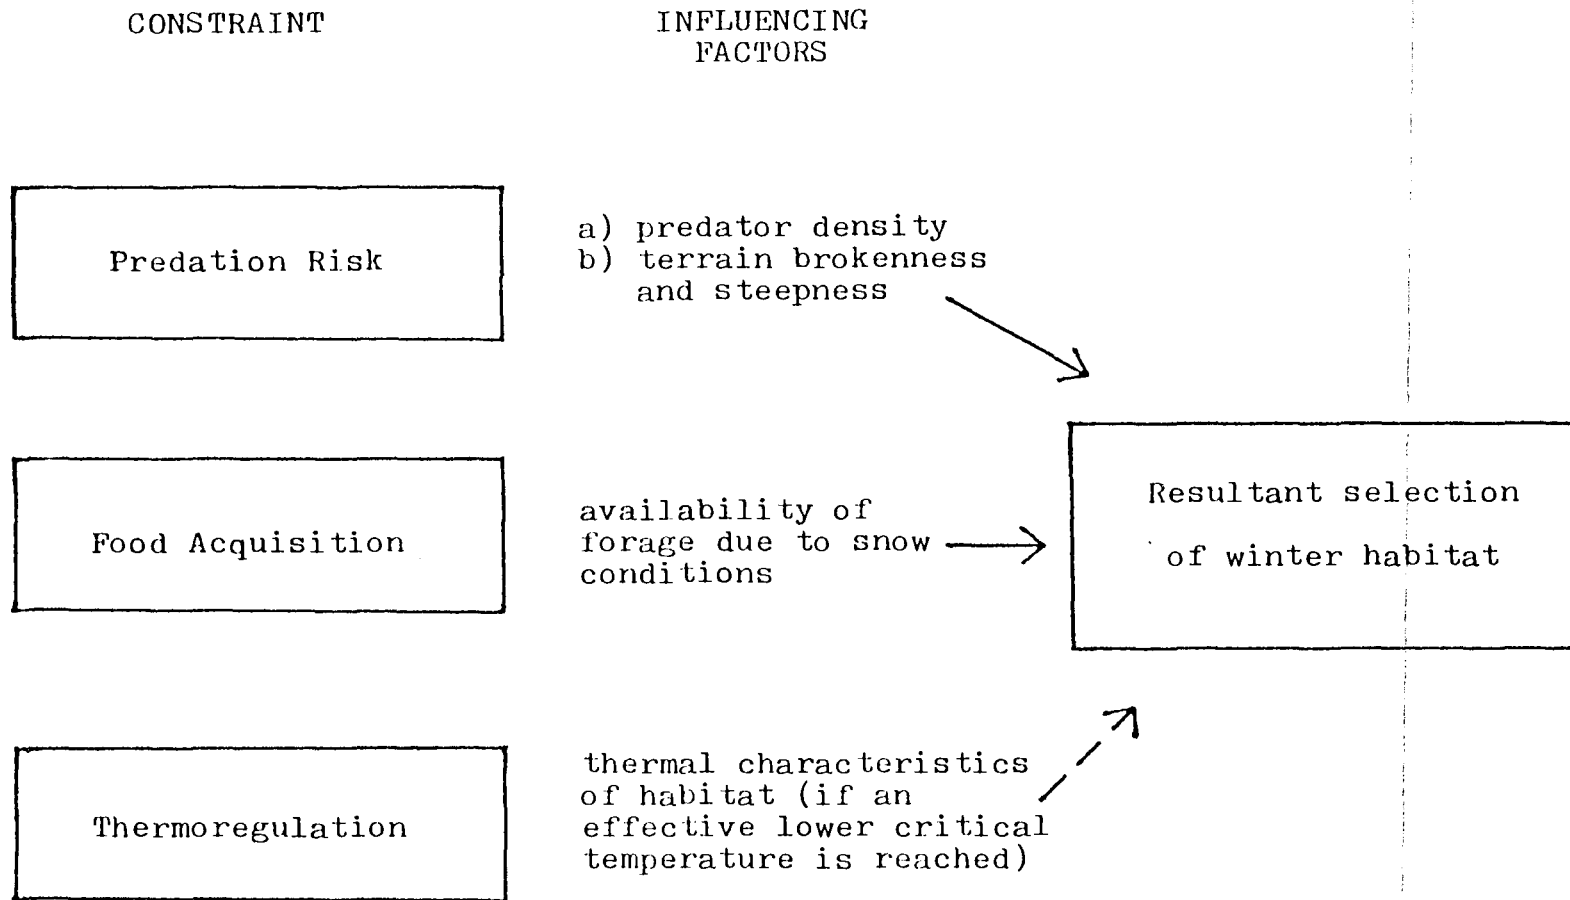 CONSTRAINT
INFLUENCING
FACTORS
Predation Risk
a) predator density
b) terrain brokenness
and steepness
Food Acquisition
availability of
forage due to snow
conditions
Resultant selection
of winter habitat
Thermoregulation
thermal characteristics
of habitat (if an
effective lower critical
temperature is reached)